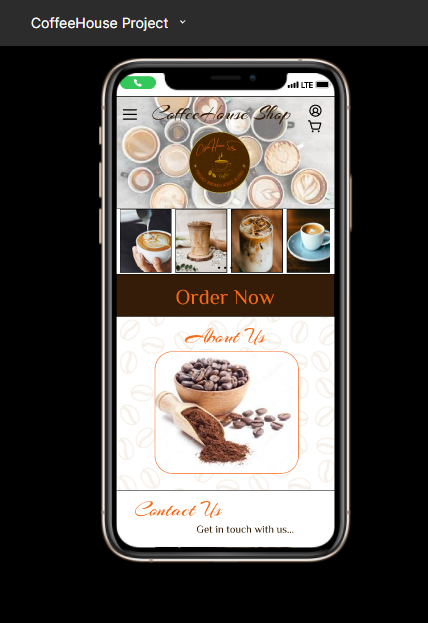 CoffeeHouse Project
LTE
CoffeeHouse Shop
Order Now
About Us
Contact Us
Get in touch with us...